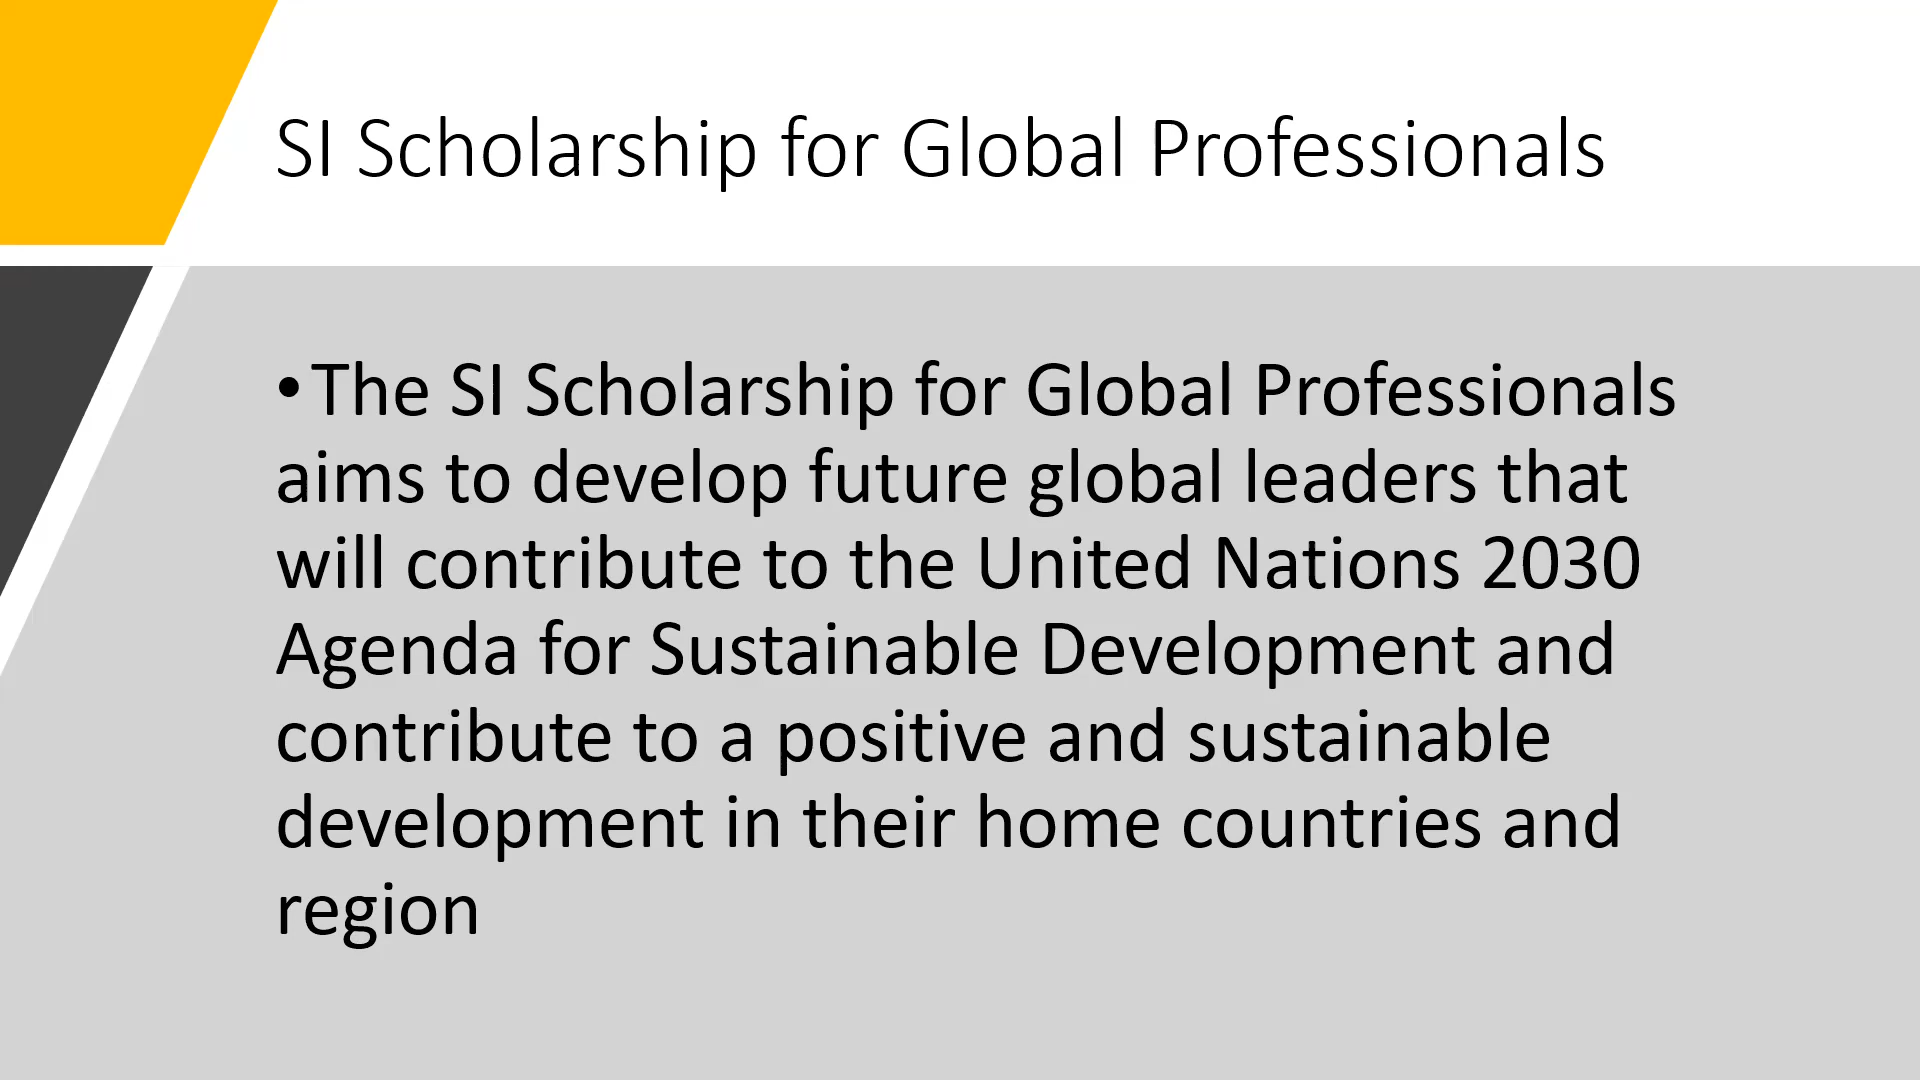 SI Scholarship for Global Professionals
•The SI Scholarship for Global Professionals
aims to develop future global leaders that
will contribute to the United Nations 2030
Agenda for Sustainable Development and
contribute to a positive and sustainable
development in their home countries and
region